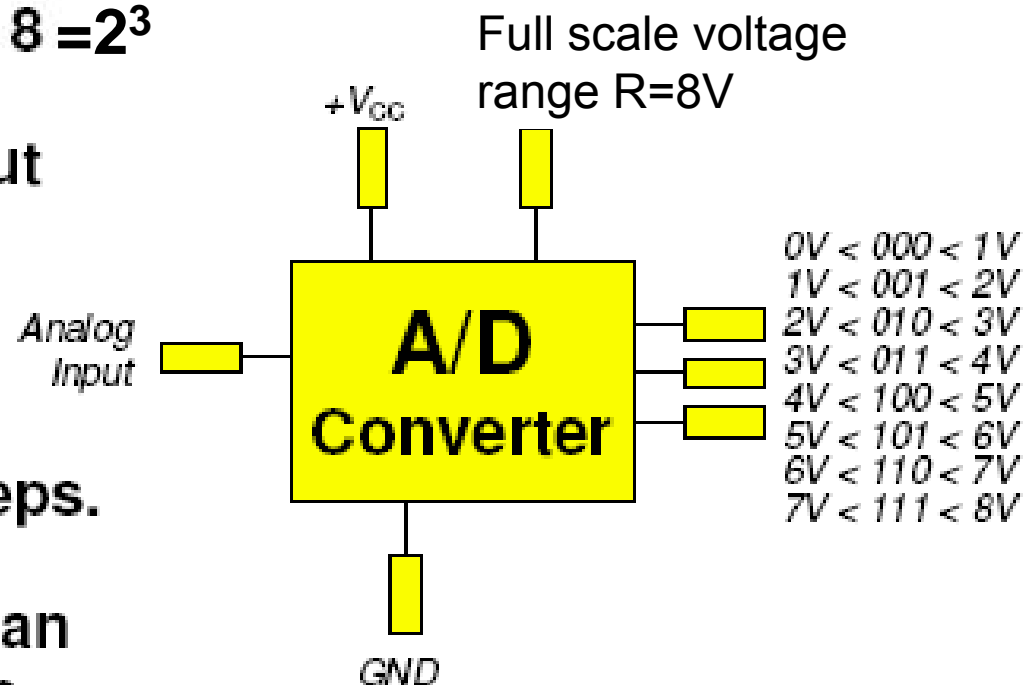 8 =2³
Full scale voltage
range R=8V
+VCC
ut
Analog
Input
A/D
Converter
0V < 000 < 1V
1V < 001 < 2V
2V < 010 < 3V
3V < 011 < 4V
4V < 100 < 5V
5V < 101 < 6V
6V < 110 < 7V
7V < 111 < 8V
eps.
an
GND